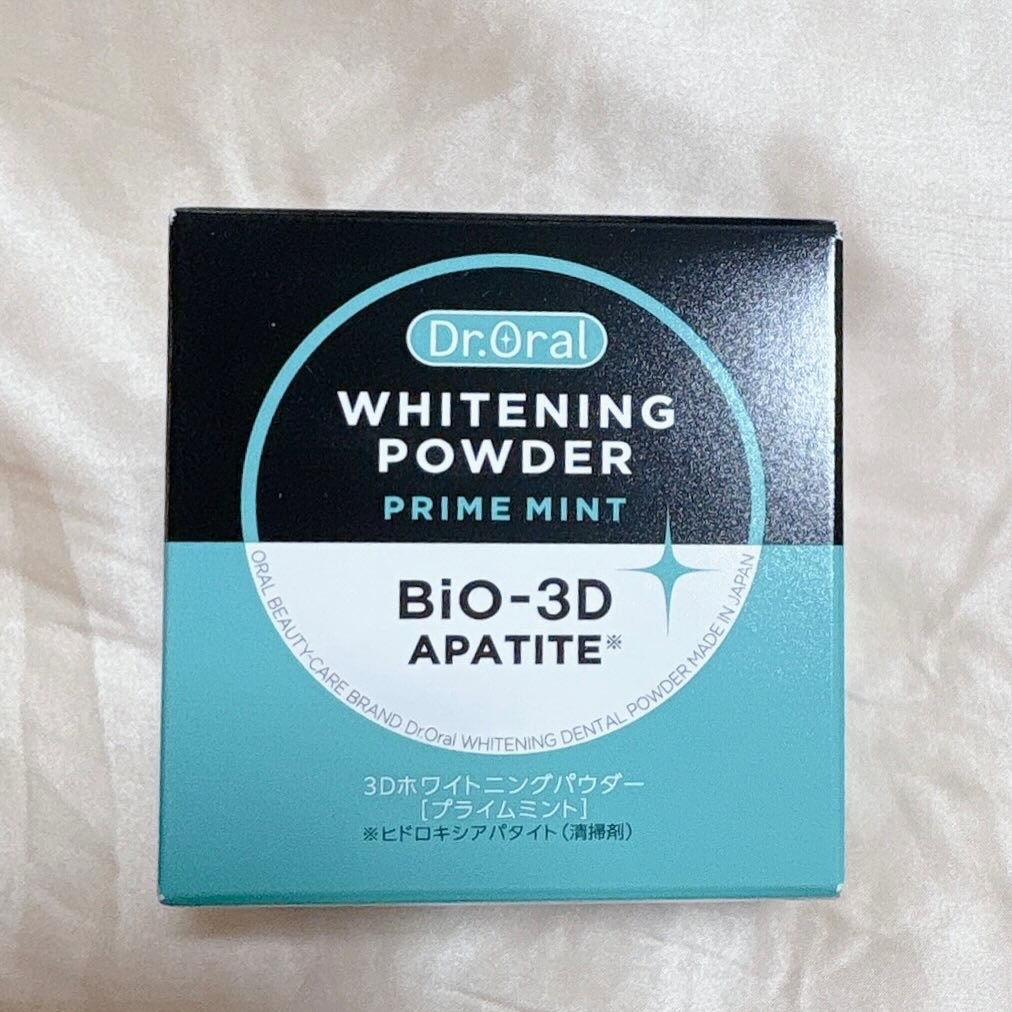 Dr.Oral
WHITENING
POWDER
PRIME MINT
BiO-3D
APATITE※
ORAL BEAUTY-CARE BRAND Dr.Oral WHITENING DENTAL POWDER MADE IN JAPAN
3Dホワイトニングパウダー
［プライムミント］
※ヒドロキシアパタイト（清掃剤）